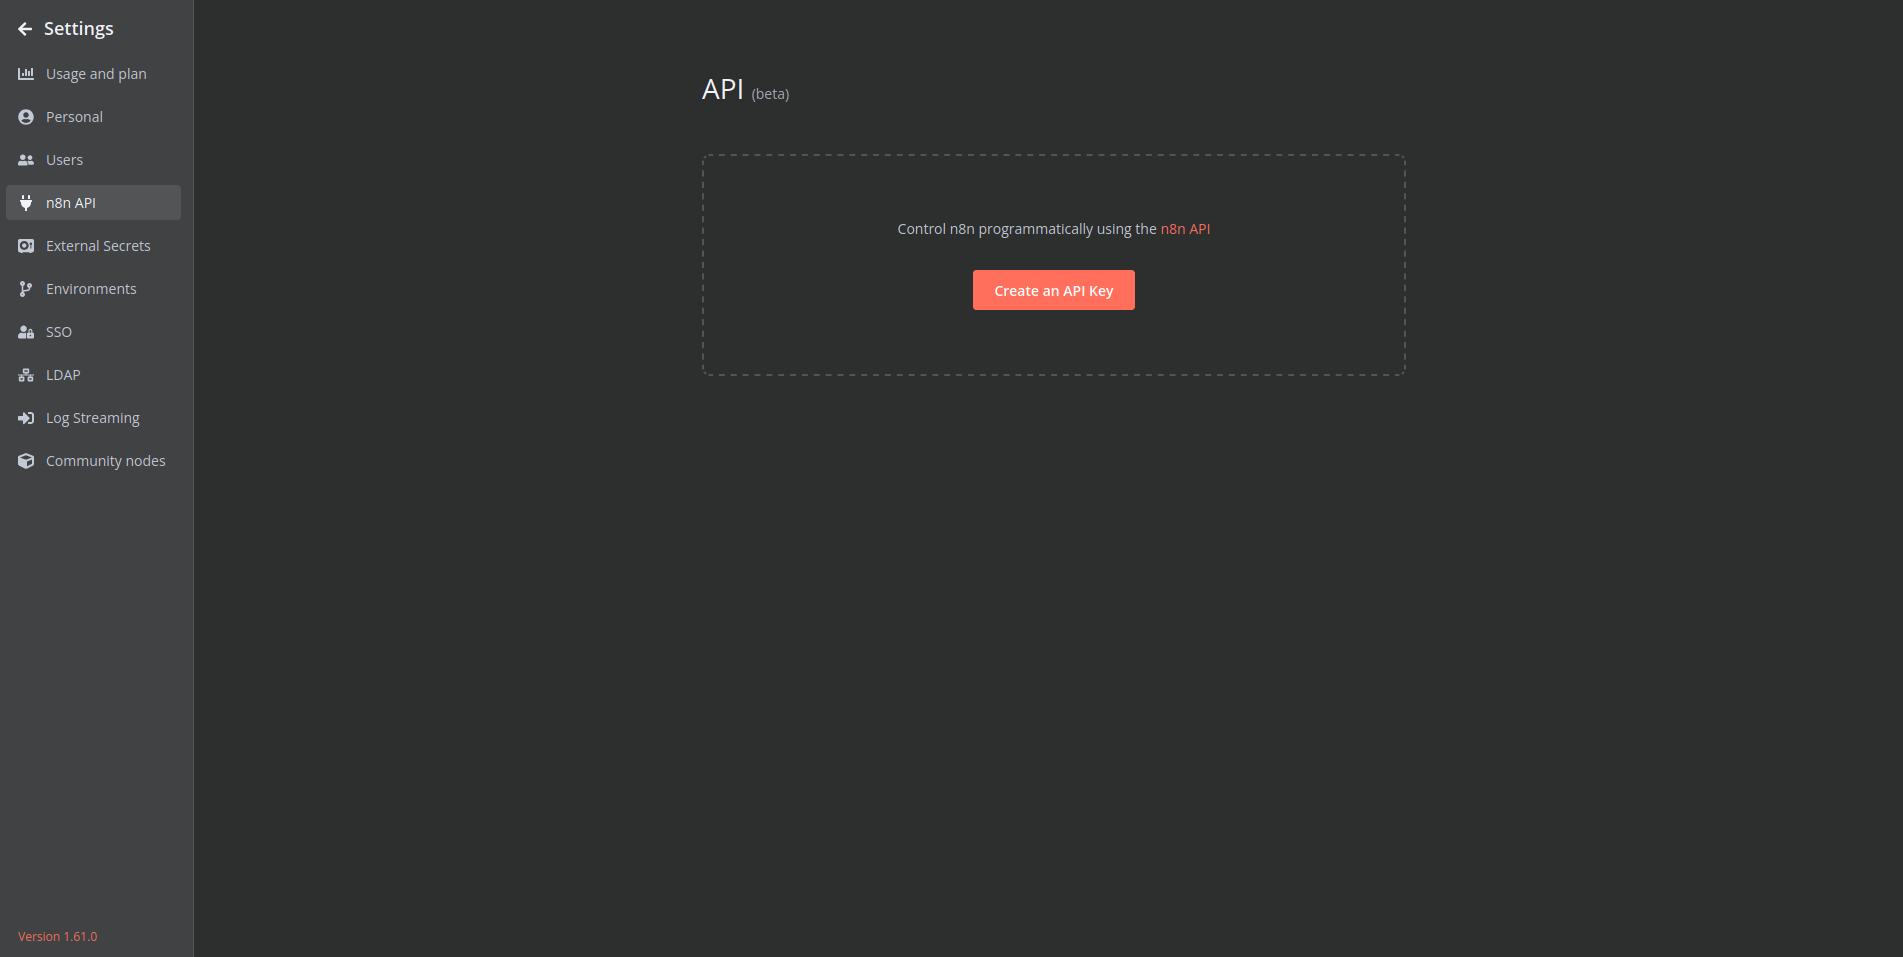 Settings
Usage and plan
Personal
Users
n8n API
External Secrets
Environments
SSO
LDAP
Log Streaming
Community nodes
Version 1.61.0
API (beta)
Control n8n programmatically using the n8n API
Create an API Key